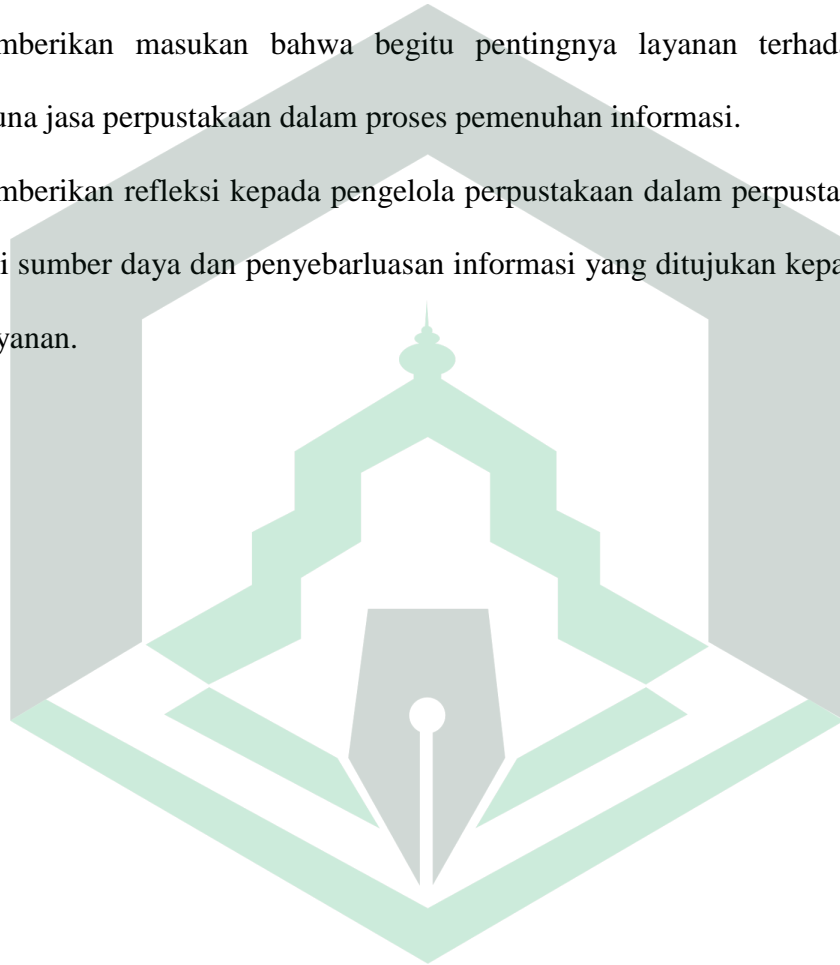 mberikan masukan bahwa begitu pentingnya layanan terhad
una jasa perpustakaan dalam proses pemenuhan informasi.
mberikan refleksi kepada pengelola perpustakaan dalam perpusta
i sumber daya dan penyebarluasan informasi yang ditujukan kepa
yanan.